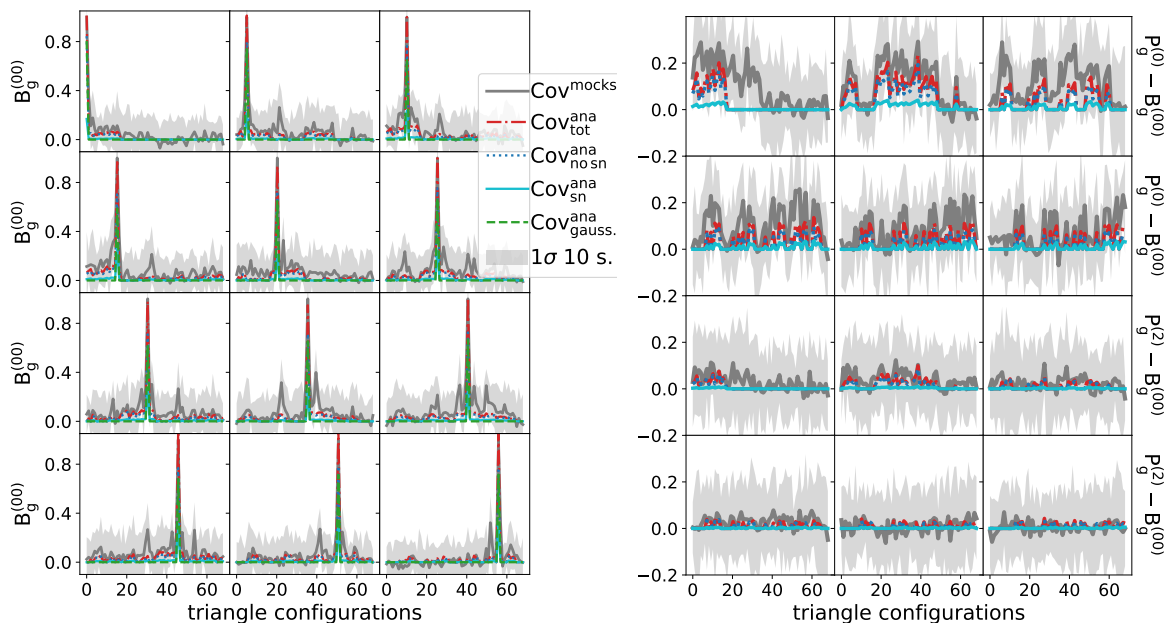 0.8
0.4
0.0
B_g^(00)
0.8
0.4
0.0
B_g^(00)
0.8
0.4
0.0
B_g^(00)
0.8
0.4
0.0
B_g^(00)
0 20 40 60
0 20 40 60
0 20 40 60
triangle configurations
Cov^mocks
Cov_tot^ana
Cov_no sn^ana
Cov_sn^ana
Cov_gauss.^ana
1σ 10 s.
0.2
0.0
−0.2
P_g^(0) − B_g^(00)
0.2
0.0
−0.2
P_g^(0) − B_g^(00)
0.2
0.0
−0.2
P_g^(2) − B_g^(00)
0.2
0.0
−0.2
P_g^(2) − B_g^(00)
0 20 40 60
0 20 40 60
0 20 40 60
triangle configurations